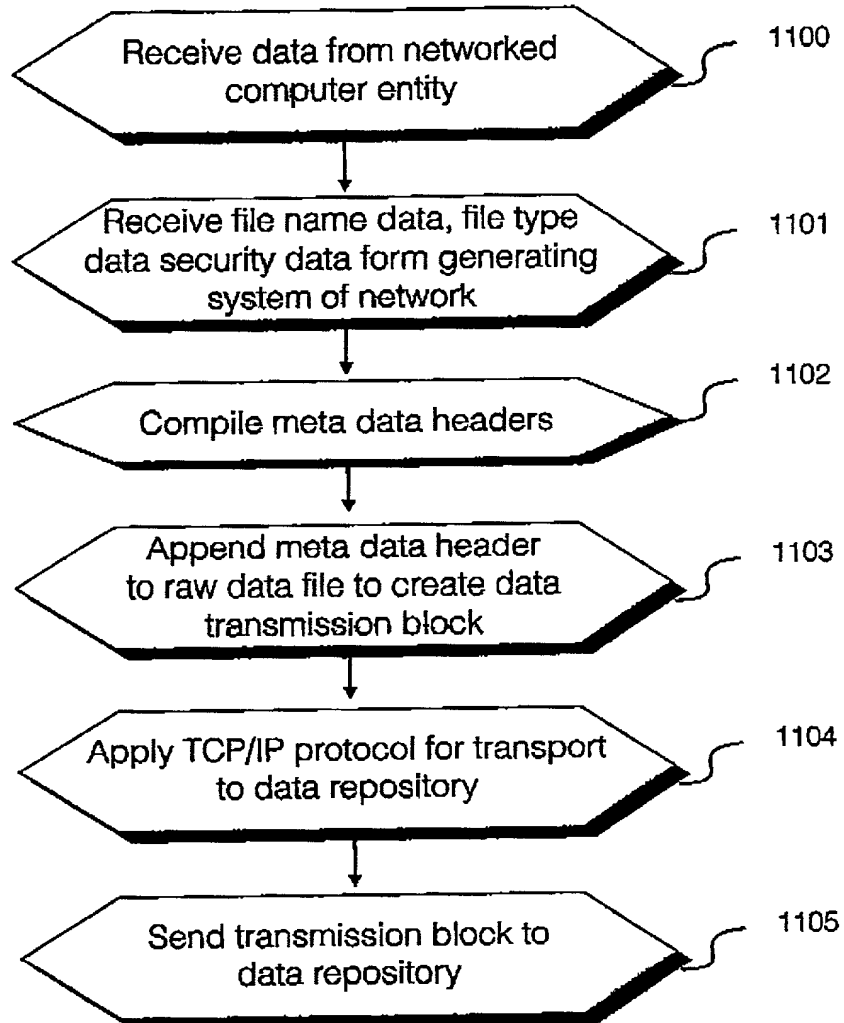 Receive data from networked
computer entity
1100
Receive file name data, file type
data security data form generating
system of network
1101
Compile meta data headers
1102
Append meta data header
to raw data file to create data
transmission block
1103
Apply TCP/IP protocol for transport
to data repository
1104
Send transmission block to
data repository
1105